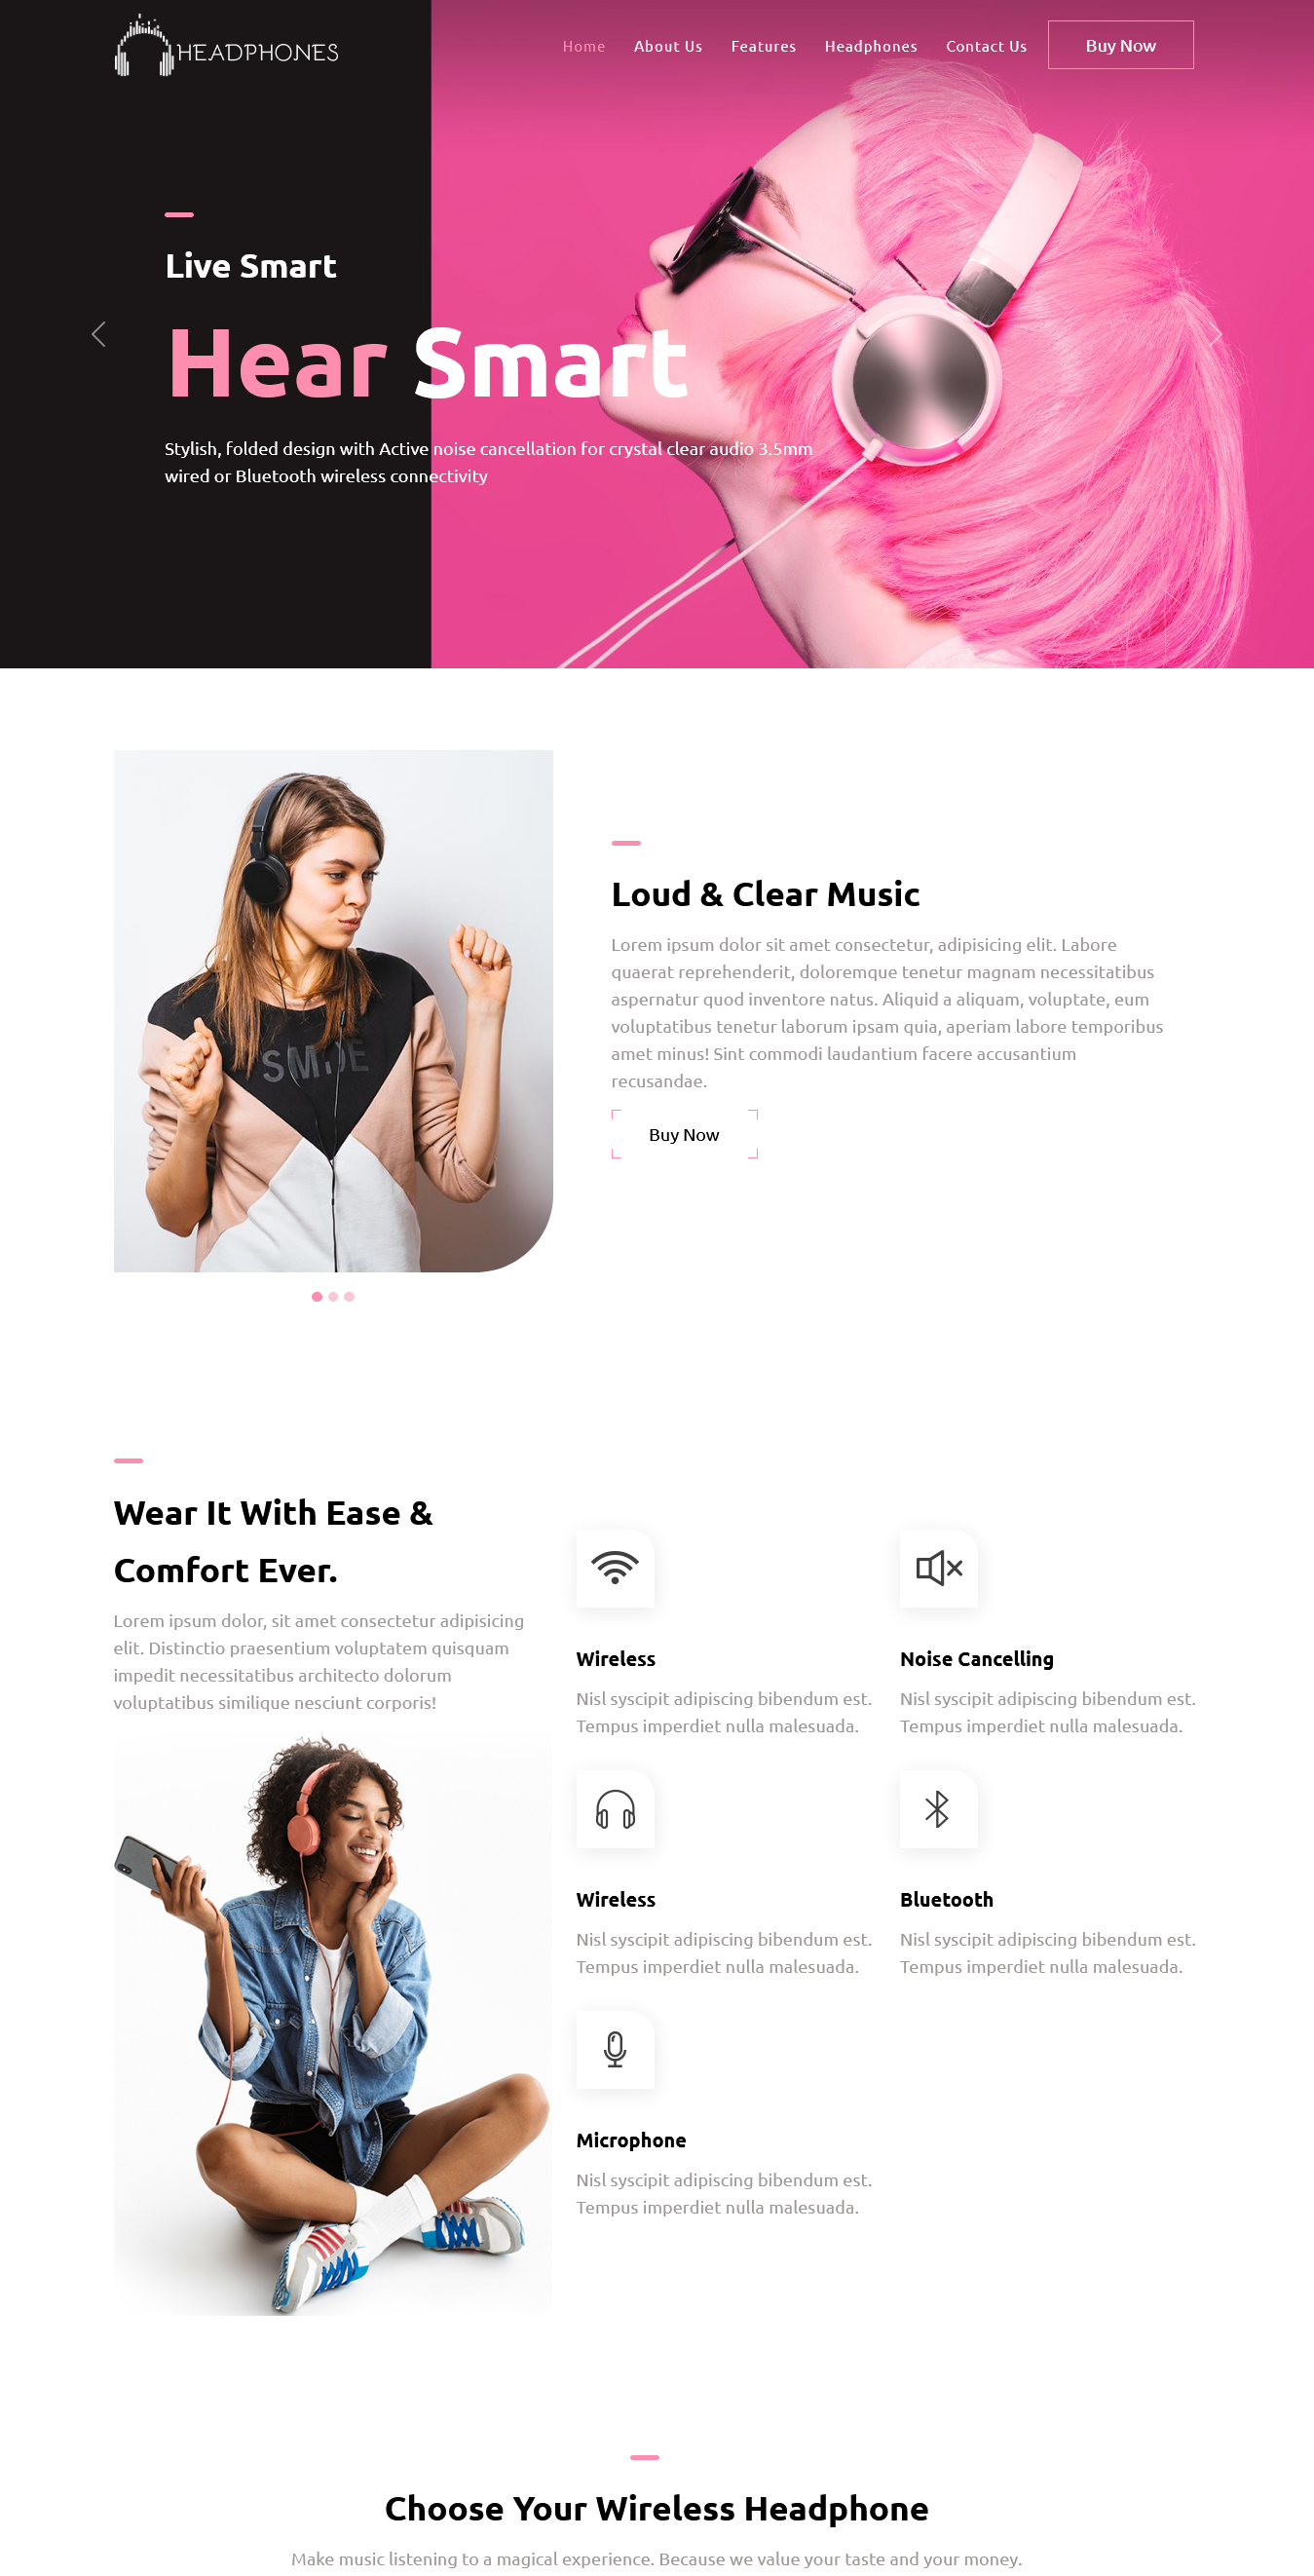 HEADPHONES
Home About Us Features Headphones Contact Us Buy Now
Live Smart
Hear Smart
Stylish, folded design with Active noise cancellation for crystal clear audio 3.5mm
wired or Bluetooth wireless connectivity
SMILE
Loud & Clear Music
Lorem ipsum dolor sit amet consectetur, adipisicing elit. Labore
quaerat reprehenderit, doloremque tenetur magnam necessitatibus
aspernatur quod inventore natus. Aliquid a aliquam, voluptate, eum
voluptatibus tenetur laborum ipsam quia, aperiam labore temporibus
amet minus! Sint commodi laudantium facere accusantium
recusandae.
Buy Now
Wear It With Ease &
Comfort Ever.
Lorem ipsum dolor, sit amet consectetur adipisicing
elit. Distinctio praesentium voluptatem quisquam
impedit necessitatibus architecto dolorum
voluptatibus similique nesciunt corporis!
Wireless
Nisl syscipit adipiscing bibendum est.
Tempus imperdiet nulla malesuada.
Noise Cancelling
Nisl syscipit adipiscing bibendum est.
Tempus imperdiet nulla malesuada.
Wireless
Nisl syscipit adipiscing bibendum est.
Tempus imperdiet nulla malesuada.
Bluetooth
Nisl syscipit adipiscing bibendum est.
Tempus imperdiet nulla malesuada.
Microphone
Nisl syscipit adipiscing bibendum est.
Tempus imperdiet nulla malesuada.
Choose Your Wireless Headphone
Make music listening to a magical experience. Because we value your taste and your money.